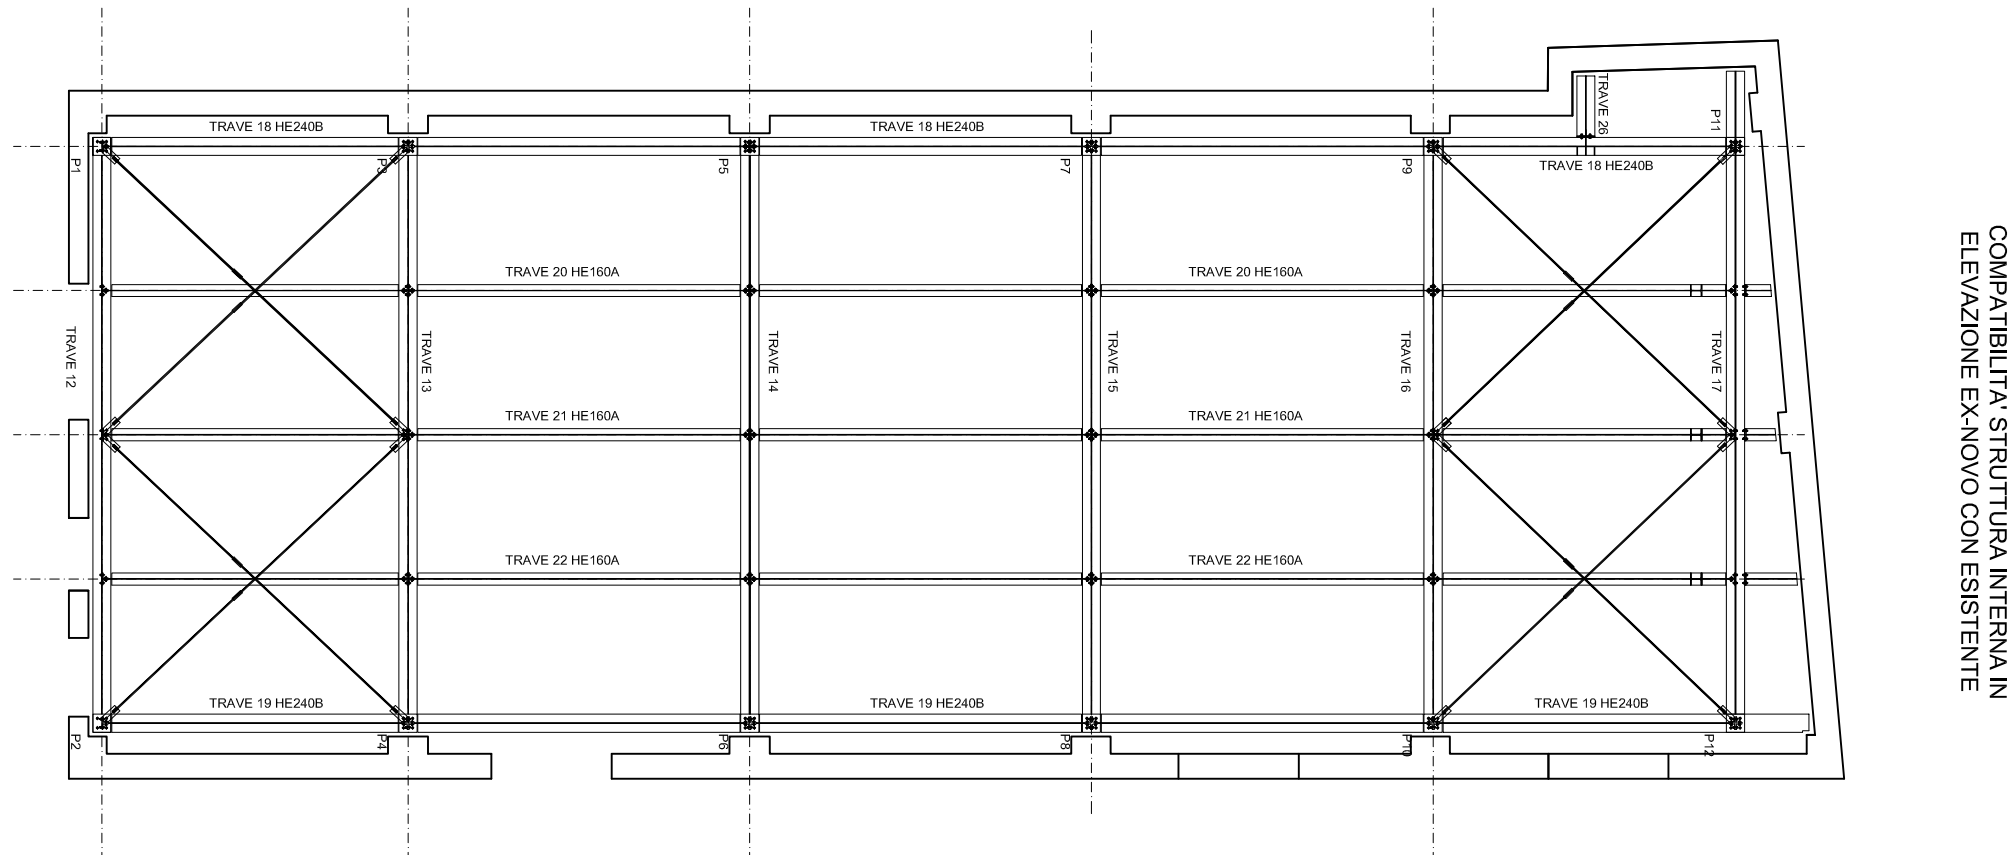 TRAVE 18 HE240B
TRAVE 18 HE240B
TRAVE 26
P11
P1
P3
P5
P7
P9
TRAVE 18 HE240B
TRAVE 20 HE160A
TRAVE 20 HE160A
TRAVE 12
TRAVE 13
TRAVE 14
TRAVE 15
TRAVE 16
TRAVE 17
TRAVE 21 HE160A
TRAVE 21 HE160A
TRAVE 22 HE160A
TRAVE 22 HE160A
TRAVE 19 HE240B
TRAVE 19 HE240B
TRAVE 19 HE240B
P2
P4
P6
P8
P10
P12
COMPATIBILITA' STRUTTURA INTERNA IN
ELEVAZIONE EX-NOVO CON ESISTENTE